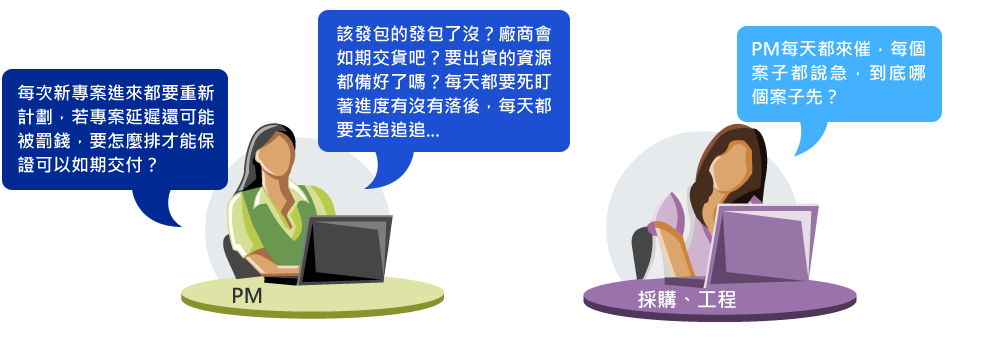 每次新專案進來都要重新
計劃，若專案延遲還可能
被罰錢，要怎麼排才能保
證可以如期交付？
該發包的發包了沒？廠商會
如期交貨吧？要出貨的資源
都備好了嗎？每天都要死盯
著進度有沒有落後，每天都
要去追追追...
PM每天都來催，每個
案子都說急，到底哪
個案子先？
PM
採購、工程